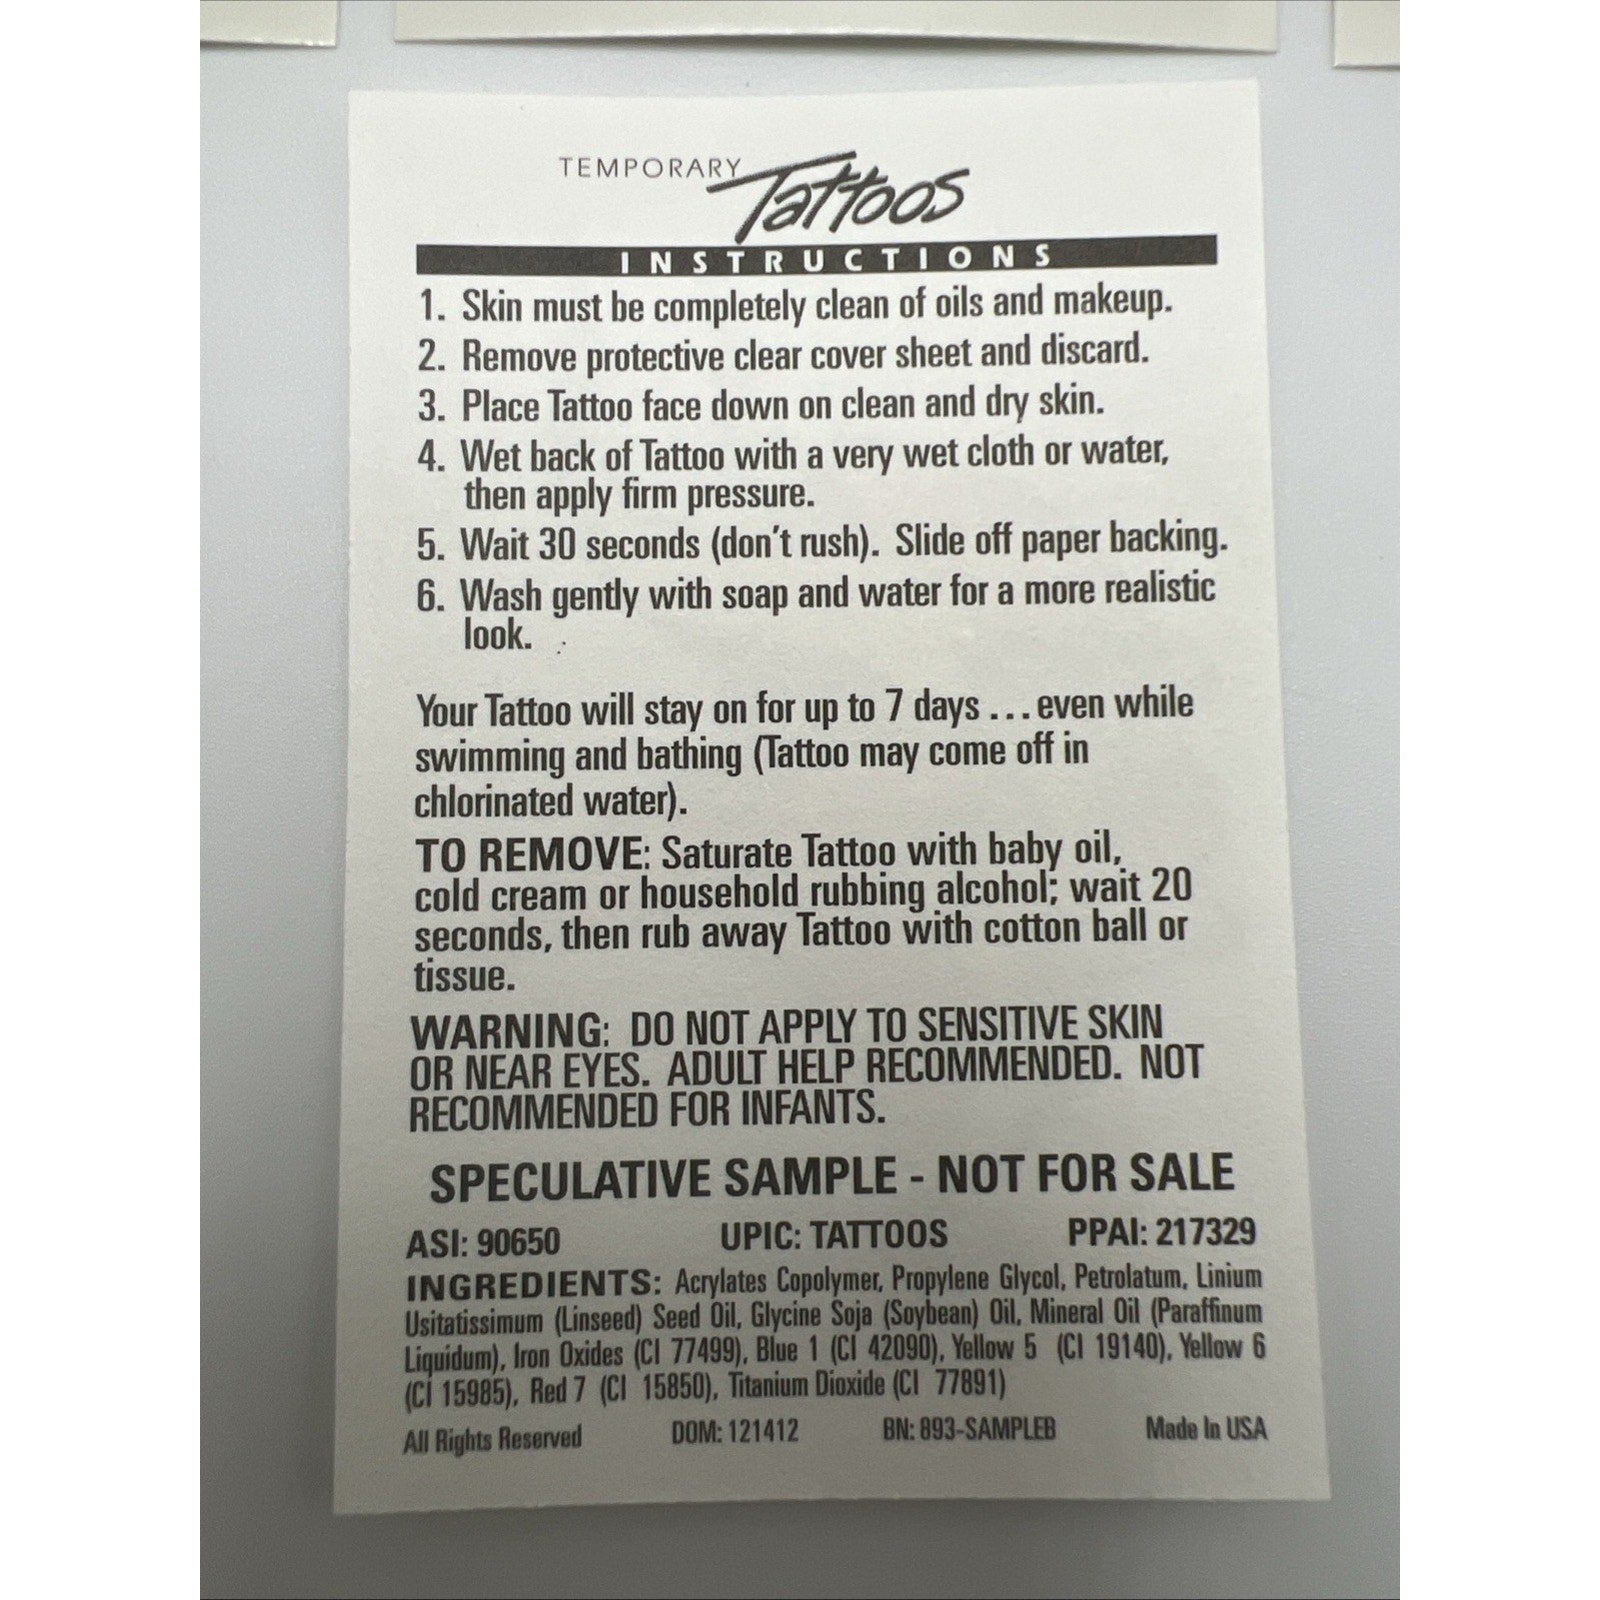 TEMPORARY Tattoos
INSTRUCTIONS
1. Skin must be completely clean of oils and makeup.
2. Remove protective clear cover sheet and discard.
3. Place Tattoo face down on clean and dry skin.
4. Wet back of Tattoo with a very wet cloth or water,
then apply firm pressure.
5. Wait 30 seconds (don't rush). Slide off paper backing.
6. Wash gently with soap and water for a more realistic
look.
Your Tattoo will stay on for up to 7 days ... even while
swimming and bathing (Tattoo may come off in
chlorinated water).
TO REMOVE: Saturate Tattoo with baby oil,
cold cream or household rubbing alcohol; wait 20
seconds, then rub away Tattoo with cotton ball or
tissue.
WARNING: DO NOT APPLY TO SENSITIVE SKIN
OR NEAR EYES. ADULT HELP RECOMMENDED. NOT
RECOMMENDED FOR INFANTS.
SPECULATIVE SAMPLE - NOT FOR SALE
ASI: 90650 UPIC: TATTOOS PPAI: 217329
INGREDIENTS: Acrylates Copolymer, Propylene Glycol, Petrolatum, Linium
Usitatissimum (Linseed) Seed Oil, Glycine Soja (Soybean) Oil, Mineral Oil (Paraffinum
Liquidum), Iron Oxides (CI 77499), Blue 1 (CI 42090), Yellow 5 (CI 19140), Yellow 6
(CI 15985), Red 7 (CI 15850), Titanium Dioxide (CI 77891)
All Rights Reserved DOM: 121412 BN: 893-SAMPLEB Made In USA